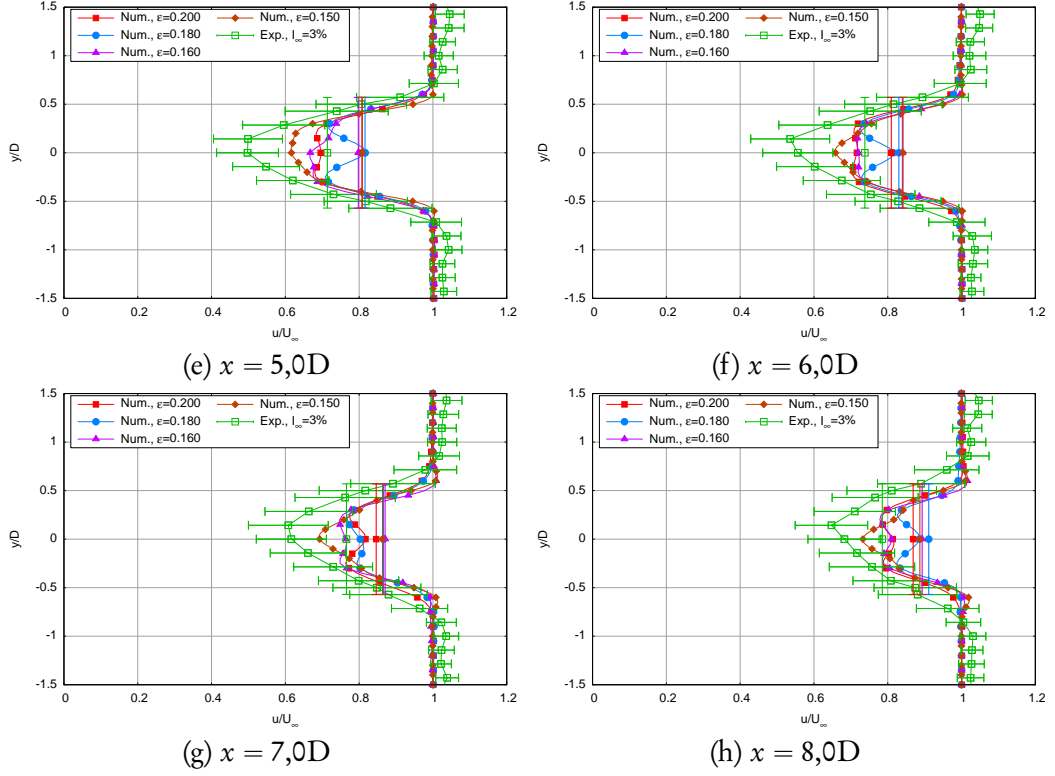 Num., ε=0.200
Num., ε=0.180
Num., ε=0.160
Num., ε=0.150
Exp., I∞=3%
y/D
1.5
1
0.5
0
-0.5
-1
-1.5
0 0.2 0.4 0.6 0.8 1 1.2
u/U∞
(e) x = 5,0D
Num., ε=0.200
Num., ε=0.180
Num., ε=0.160
Num., ε=0.150
Exp., I∞=3%
y/D
1.5
1
0.5
0
-0.5
-1
-1.5
0 0.2 0.4 0.6 0.8 1 1.2
u/U∞
(f) x = 6,0D
Num., ε=0.200
Num., ε=0.180
Num., ε=0.160
Num., ε=0.150
Exp., I∞=3%
y/D
1.5
1
0.5
0
-0.5
-1
-1.5
0 0.2 0.4 0.6 0.8 1 1.2
u/U∞
(g) x = 7,0D
Num., ε=0.200
Num., ε=0.180
Num., ε=0.160
Num., ε=0.150
Exp., I∞=3%
y/D
1.5
1
0.5
0
-0.5
-1
-1.5
0 0.2 0.4 0.6 0.8 1 1.2
u/U∞
(h) x = 8,0D